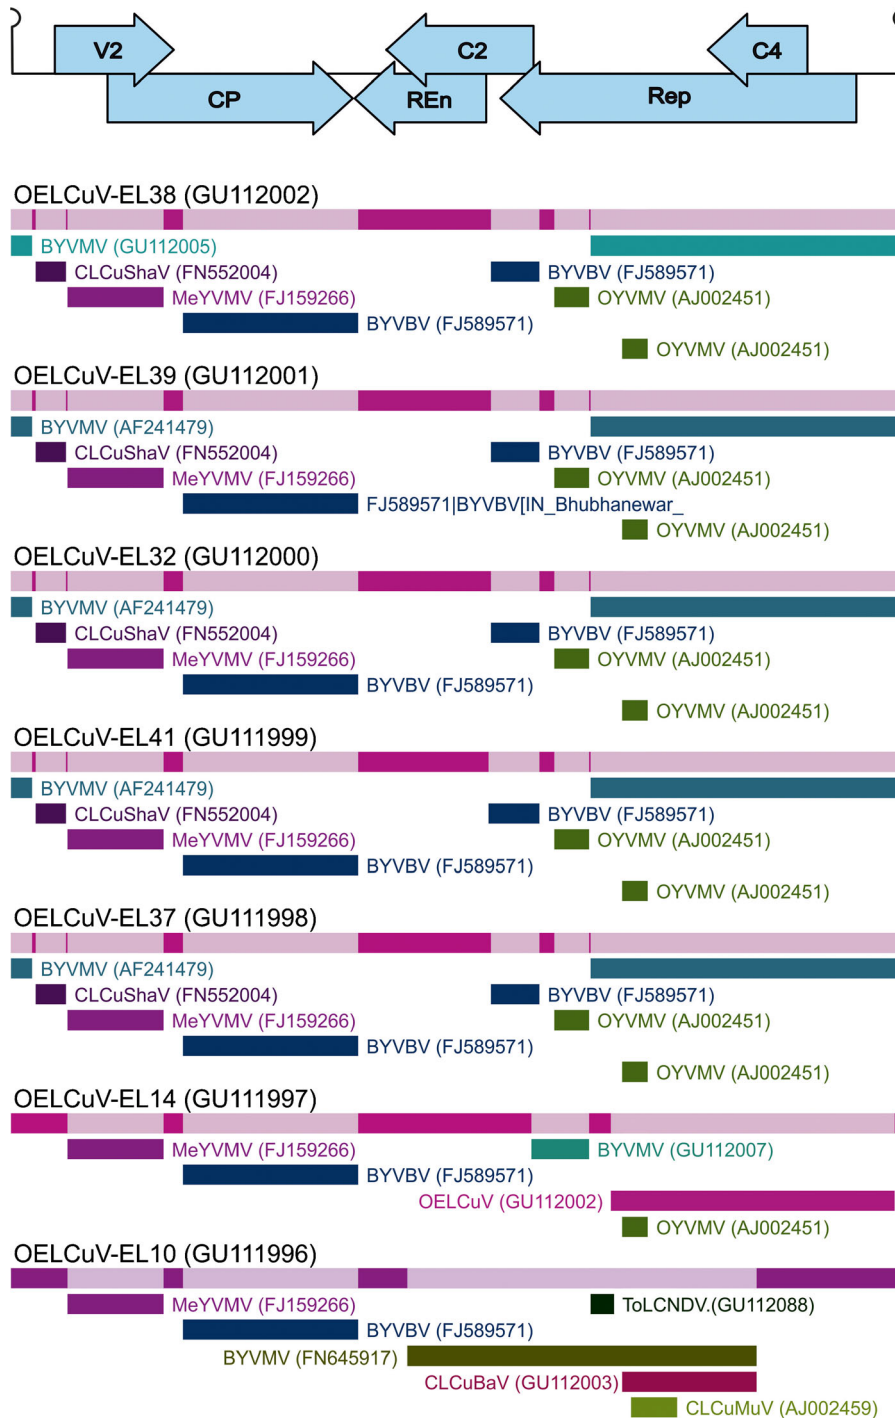 V2 C2 C4
CP REn Rep
OELCuV-EL38 (GU112002)
BYVMV (GU112005)
CLCuShaV (FN552004) BYVBV (FJ589571)
MeYVMV (FJ159266) OYVMV (AJ002451)
BYVBV (FJ589571)
OYVMV (AJ002451)
OELCuV-EL39 (GU112001)
BYVMV (AF241479)
CLCuShaV (FN552004) BYVBV (FJ589571)
MeYVMV (FJ159266) OYVMV (AJ002451)
FJ589571|BYVBV[IN_Bhubhanewar_
OYVMV (AJ002451)
OELCuV-EL32 (GU112000)
BYVMV (AF241479)
CLCuShaV (FN552004) BYVBV (FJ589571)
MeYVMV (FJ159266) OYVMV (AJ002451)
BYVBV (FJ589571)
OYVMV (AJ002451)
OELCuV-EL41 (GU111999)
BYVMV (AF241479)
CLCuShaV (FN552004) BYVBV (FJ589571)
MeYVMV (FJ159266) OYVMV (AJ002451)
BYVBV (FJ589571)
OYVMV (AJ002451)
OELCuV-EL37 (GU111998)
BYVMV (AF241479)
CLCuShaV (FN552004) BYVBV (FJ589571)
MeYVMV (FJ159266) OYVMV (AJ002451)
BYVBV (FJ589571)
OYVMV (AJ002451)
OELCuV-EL14 (GU111997)
MeYVMV (FJ159266) BYVMV (GU112007)
BYVBV (FJ589571)
OELCuV (GU112002)
OYVMV (AJ002451)
OELCuV-EL10 (GU111996)
MeYVMV (FJ159266) ToLCNDV.(GU112088)
BYVBV (FJ589571)
BYVMV (FN645917)
CLCuBaV (GU112003)
CLCuMuV (AJ002459)